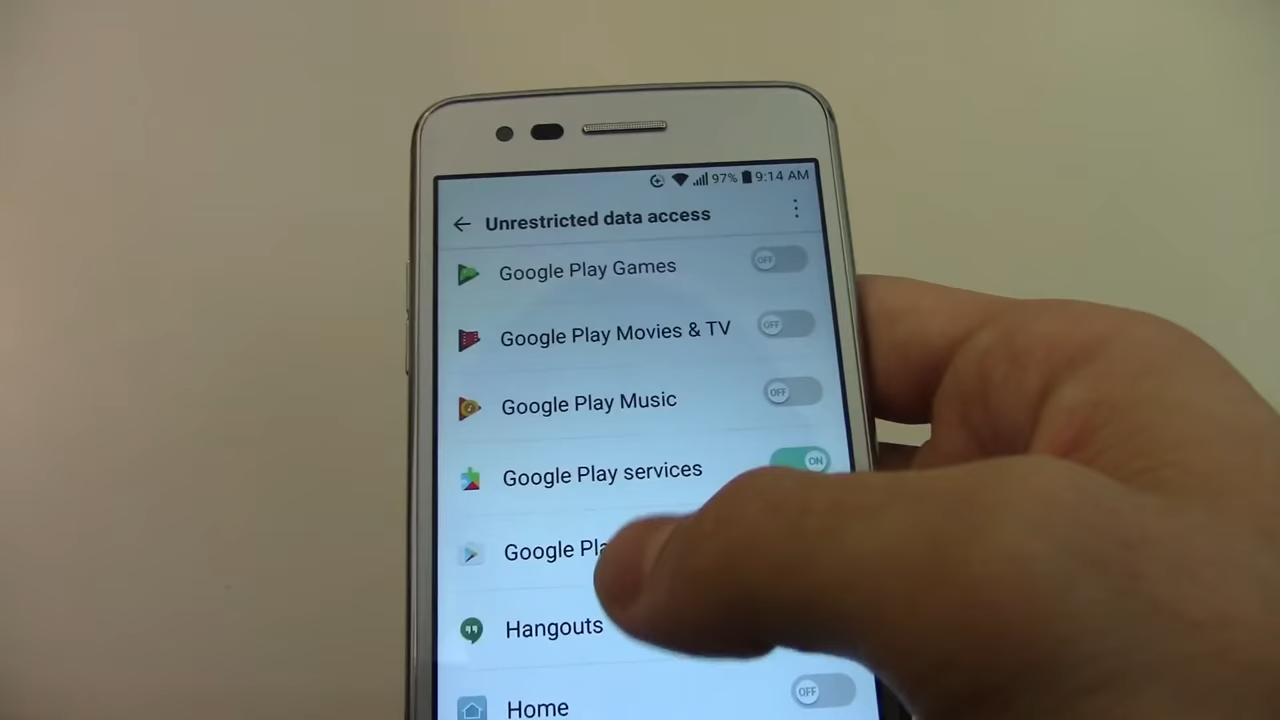 97% 9:14 AM
Unrestricted data access
Google Play Games OFF
Google Play Movies & TV OFF
Google Play Music OFF
Google Play services ON
Google Pla
Hangouts
Home OFF